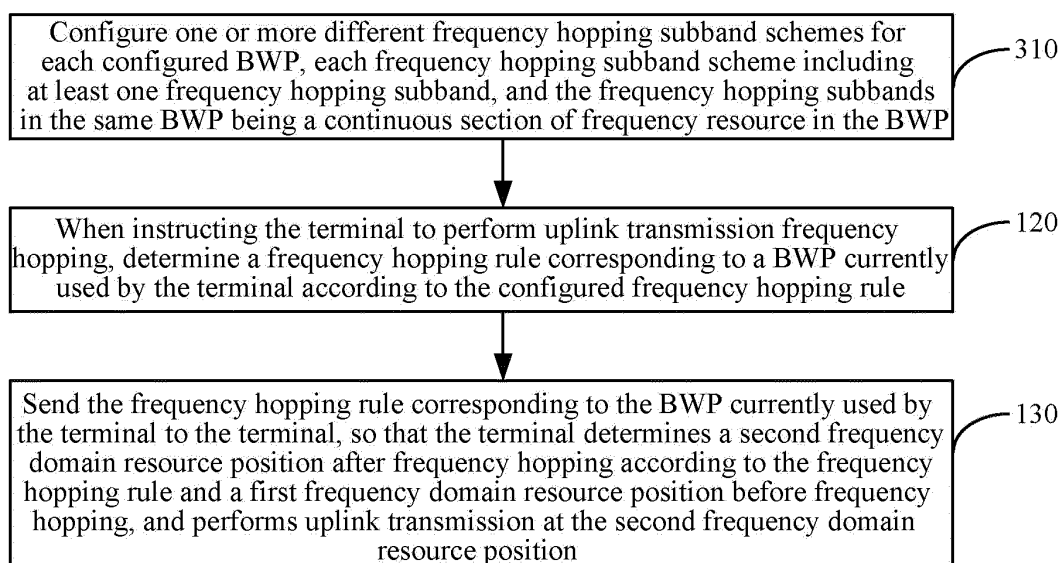 Configure one or more different frequency hopping subband schemes for
each configured BWP, each frequency hopping subband scheme including
at least one frequency hopping subband, and the frequency hopping subbands
in the same BWP being a continuous section of frequency resource in the BWP
310
When instructing the terminal to perform uplink transmission frequency
hopping, determine a frequency hopping rule corresponding to a BWP currently
used by the terminal according to the configured frequency hopping rule
120
Send the frequency hopping rule corresponding to the BWP currently used by
the terminal to the terminal, so that the terminal determines a second frequency
domain resource position after frequency hopping according to the frequency
hopping rule and a first frequency domain resource position before frequency
hopping, and performs uplink transmission at the second frequency domain
resource position
130